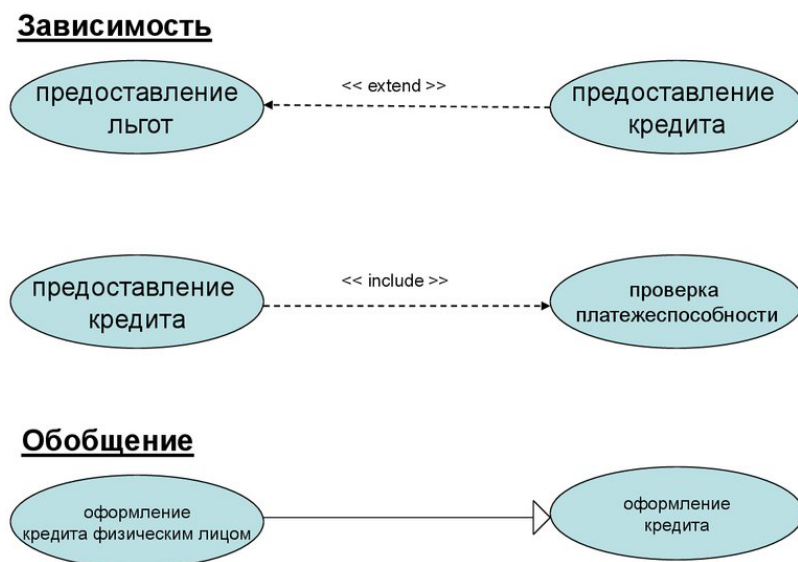 Зависимость
предоставление
льгот
<< extend >>
предоставление
кредита
предоставление
кредита
<< include >>
проверка
платежеспособности
Обобщение
оформление
кредита физическим лицом
оформление
кредита